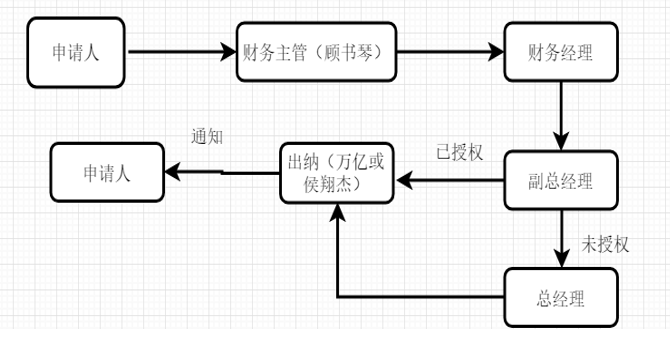 申请人
财务主管（顾书琴）
财务经理
通知
已授权
申请人
出纳（万亿或
侯翔杰）
副总经理
未授权
总经理